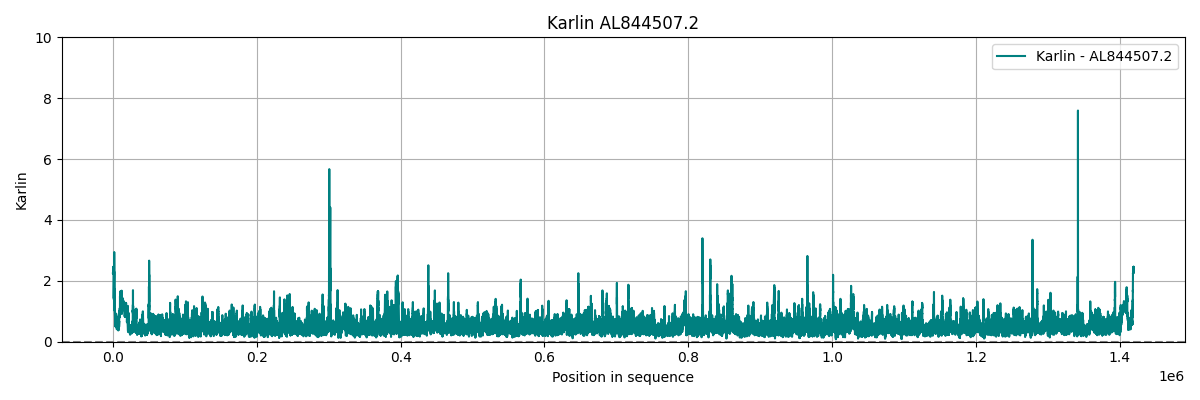 Karlin AL844507.2
Karlin - AL844507.2
10
8
6
4
2
0
Karlin
0.0 0.2 0.4 0.6 0.8 1.0 1.2 1.4
1e6
Position in sequence